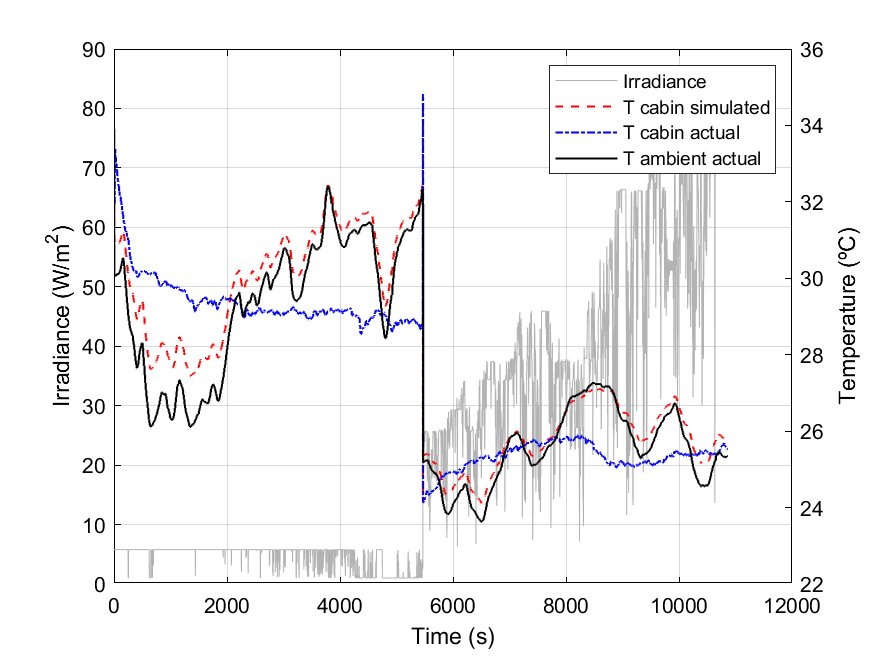 90
80
70
60
50
40
30
20
10
0
Irradiance (W/m²)
36
34
32
30
28
26
24
22
Temperature (ºC)
Irradiance
T cabin simulated
T cabin actual
T ambient actual
0 2000 4000 6000 8000 10000 12000
Time (s)